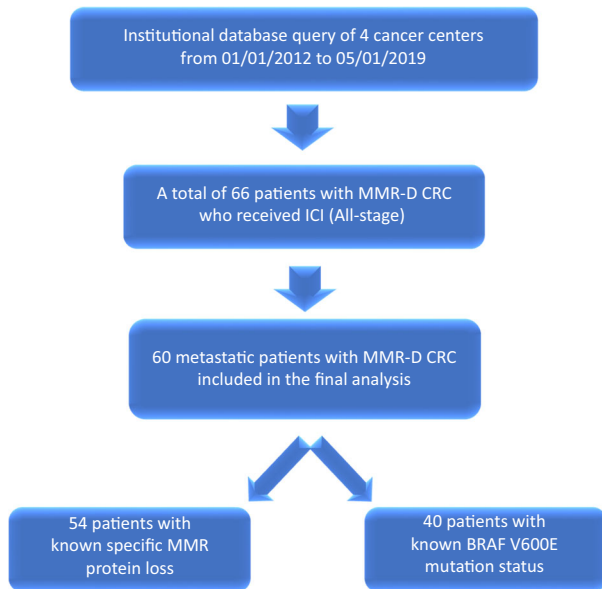 Institutional database query of 4 cancer centers
from 01/01/2012 to 05/01/2019
A total of 66 patients with MMR-D CRC
who received ICI (All-stage)
60 metastatic patients with MMR-D CRC
included in the final analysis
54 patients with
known specific MMR
protein loss
40 patients with
known BRAF V600E
mutation status